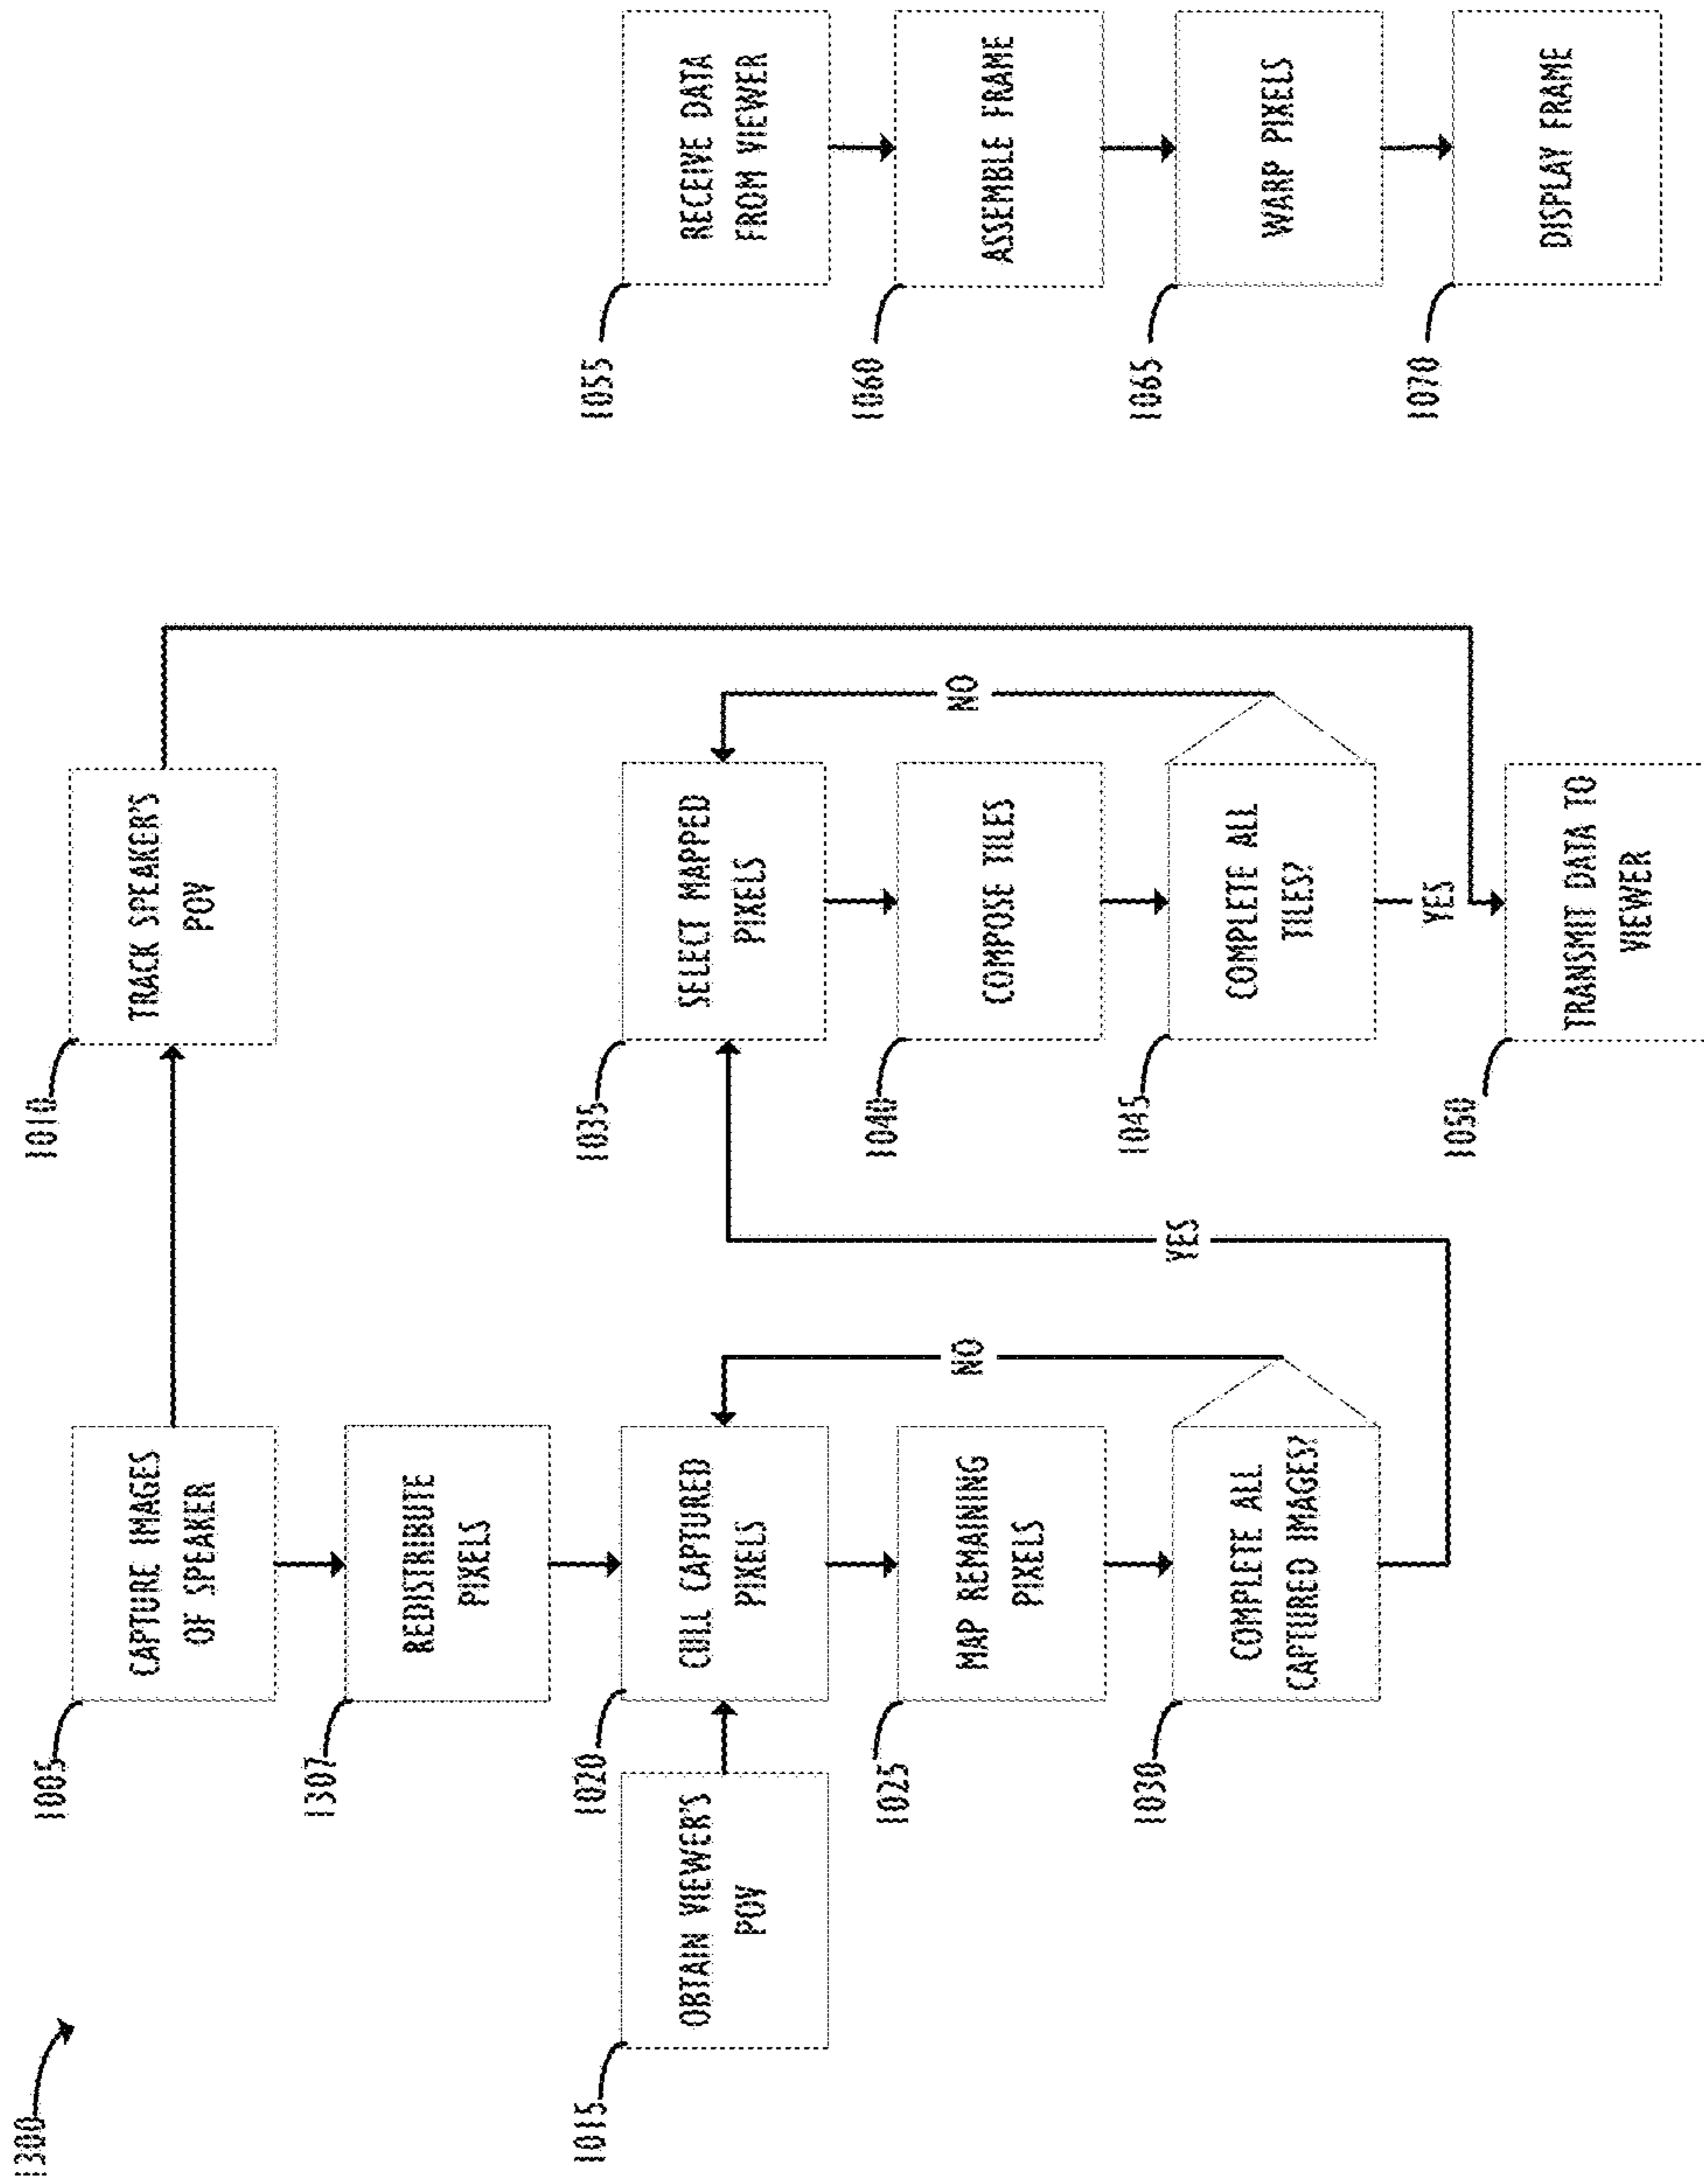 1300
1005
CAPTURE IMAGES
OF SPEAKER
1010
TRACK SPEAKER'S
POV
1307
REDISTRIBUTE
PIXELS
1015
OBTAIN VIEWER'S
POV
1020
CULL CAPTURED
PIXELS
1025
MAP REMAINING
PIXELS
1030
COMPLETE ALL
CAPTURED IMAGES?
NO
YES
1035
SELECT MAPPED
PIXELS
1040
COMPOSE TILES
1045
COMPLETE ALL
TILES?
NO
YES
1050
TRANSMIT DATA TO
VIEWER
1055
RECEIVE DATA
FROM VIEWER
1060
ASSEMBLE FRAME
1065
WARP PIXELS
1070
DISPLAY FRAME